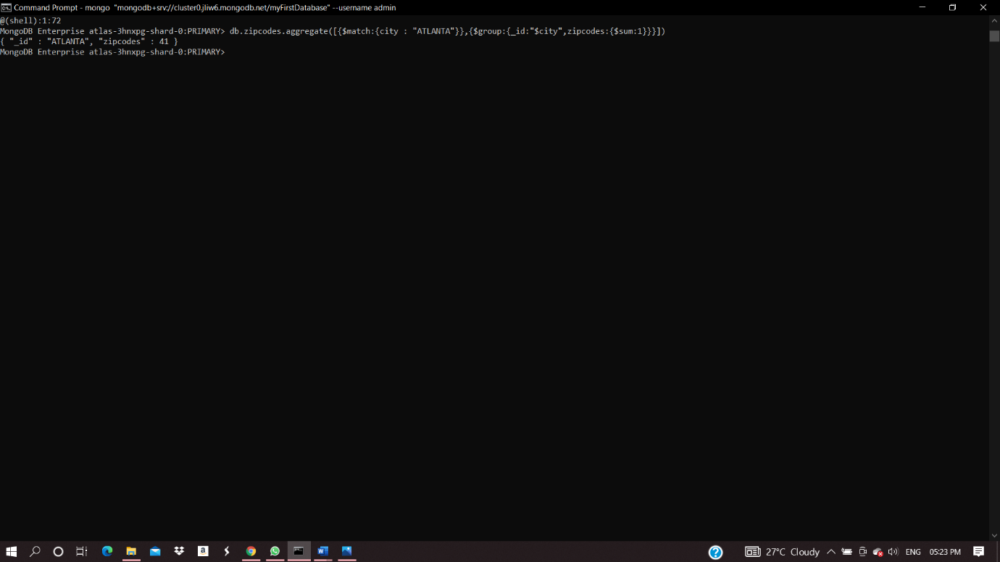 Command Prompt - mongo "mongodb+srv://cluster0.jliw6.mongodb.net/myFirstDatabase" --username admin
@(shell):1:72
MongoDB Enterprise atlas-3hnxpg-shard-0:PRIMARY> db.zipcodes.aggregate([{$match:{city : "ATLANTA"}},{$group:{_id:"$city",zipcodes:{$sum:1}}}])
{ "_id" : "ATLANTA", "zipcodes" : 41 }
MongoDB Enterprise atlas-3hnxpg-shard-0:PRIMARY>
27°C Cloudy ENG 05:23 PM